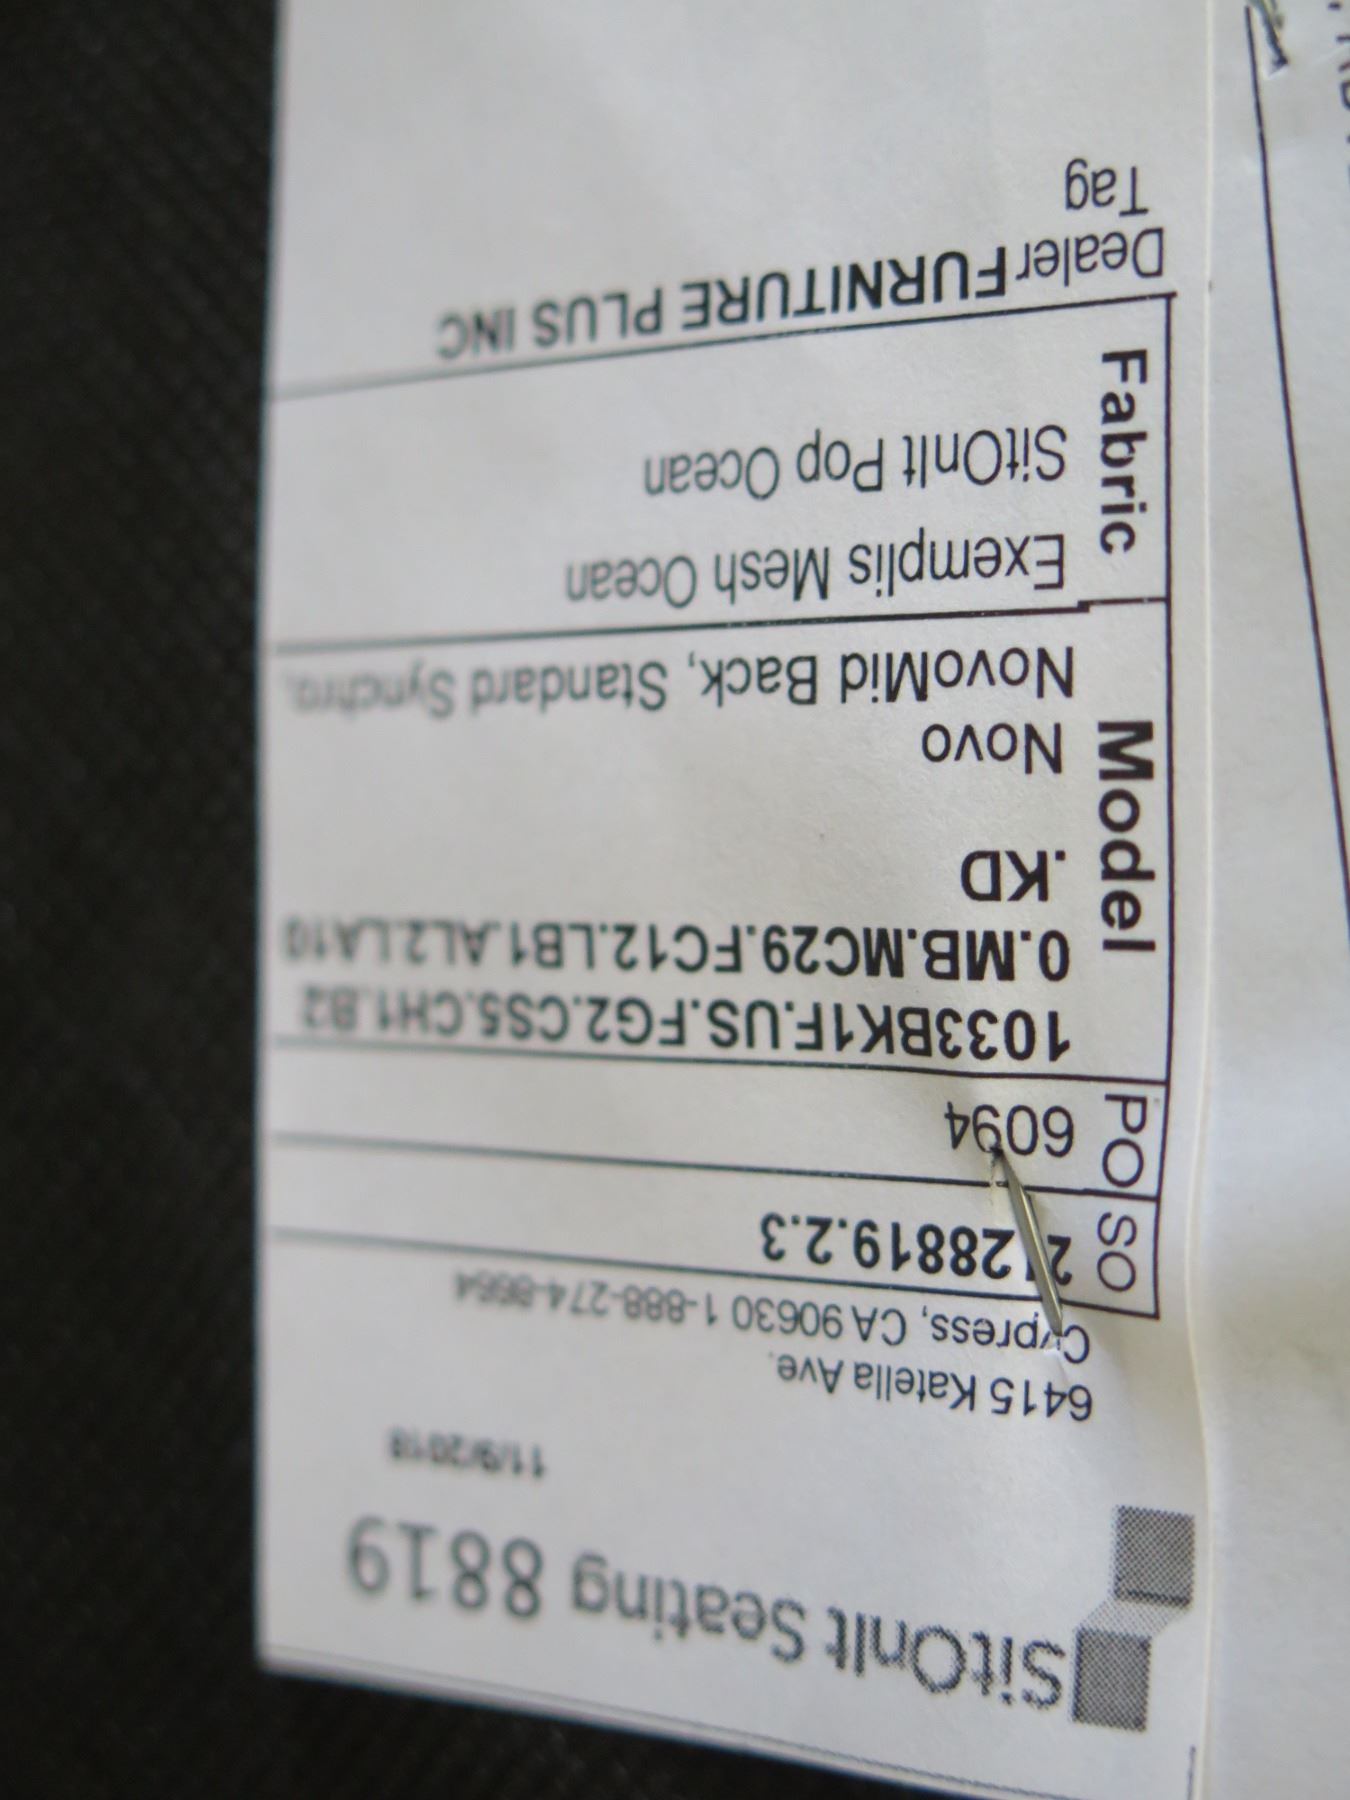 SitOnIt Seating 8819
11/9/2018
6415 Katella Ave.
Cypress, CA 90630 1-888-274-8664
SO 2128819.2.3
PO 6094
Model 1033BK1F.US.FG2.CS5.CH1.B2
0.MB.MC29.FC12.LB1.AL2.LA10
.KD
Novo
NovoMid Back, Standard Synchro,
Fabric Exemplis Mesh Ocean
SitOnIt Pop Ocean
Dealer FURNITURE PLUS INC
Tag